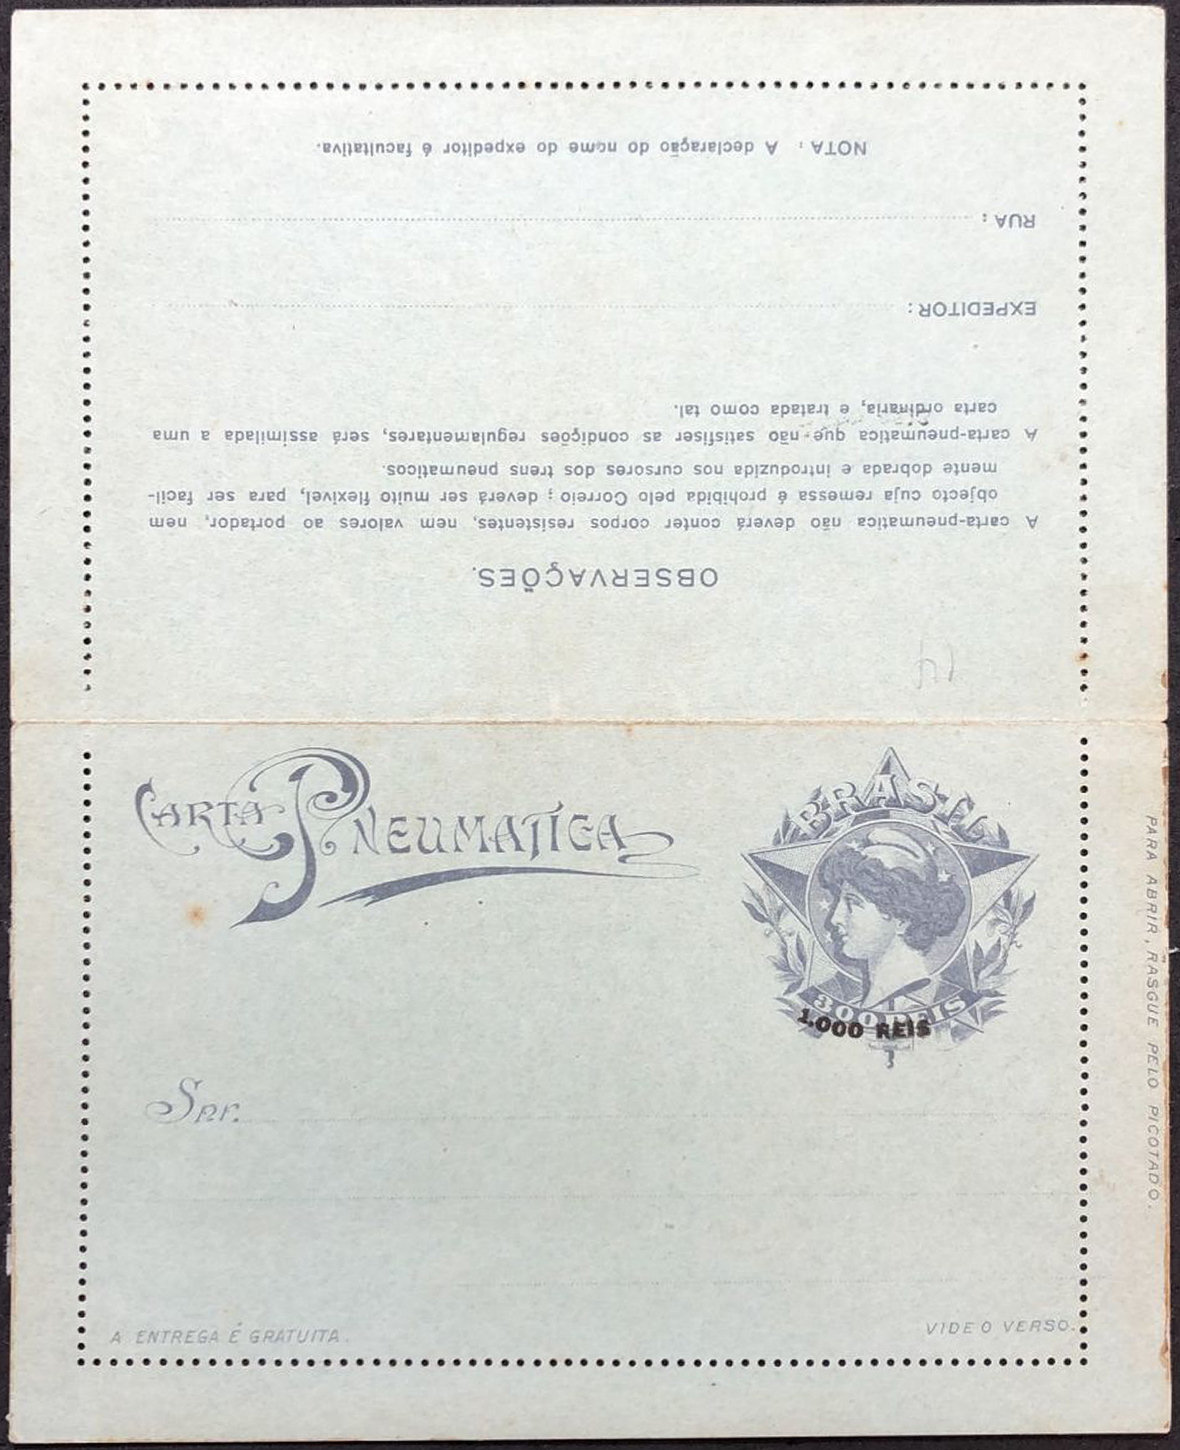 OBSERVAÇÕES.
A carta-pneumatica não deverá conter corpos resistentes, nem valores ao portador, nem
objecto cuja remessa é prohibida pelo Correio ; deverá ser muito flexivel, para ser facil-
mente dobrada e introduzida nos cursores dos trens pneumaticos.
A carta-pneumatica que não satisfiser as condições regulamentares, será assimilada a uma
carta ordinaria, e tratada como tal.
EXPEDITOR:
RUA :
NOTA : A declaração do nome do expeditor é facultativa.
CARTA PNEUMATICA
BRASIL
300 REIS
1.000 REIS
Snr.
A ENTREGA É GRATUITA.
VIDE O VERSO.
PARA ABRIR, RASGUE PELO PICOTADO.